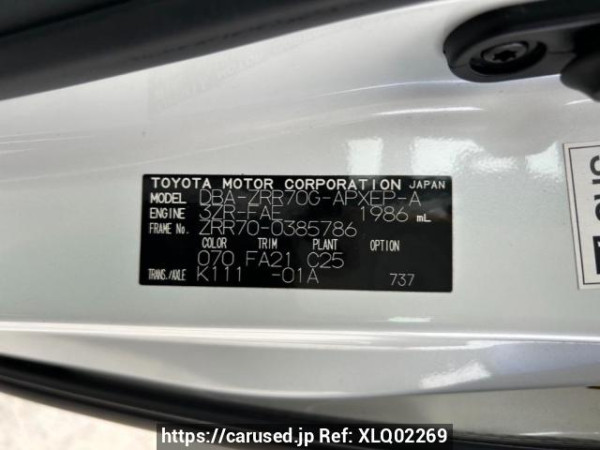 TOYOTA MOTOR CORPORATION JAPAN
MODEL DBA-ZRR70G-APXEP-A
ENGINE 3ZR-FAE 1986 mL
FRAME No. ZRR70-0385786
COLOR TRIM PLANT OPTION
070 FA21 C25
TRANS./AXLE K111 -01A 737
https://carused.jp Ref: XLQ02269